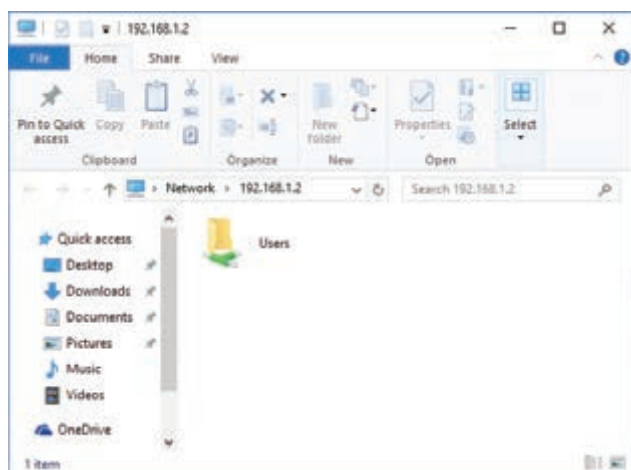 192.168.1.2
File Home Share View
Pin to Quick access
Copy
Paste
New folder
Properties
Select
Clipboard Organize New Open
Network > 192.168.1.2
Search 192.168.1.2
Quick access
Desktop
Downloads
Documents
Pictures
Music
Videos
OneDrive
Users
1 item